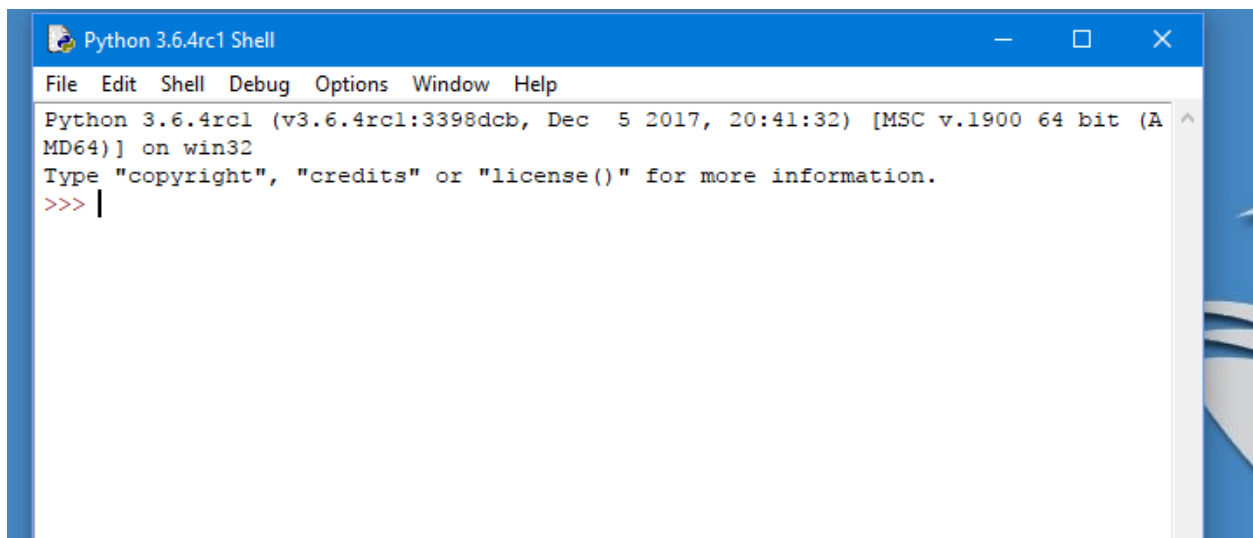 Python 3.6.4rc1 Shell
File Edit Shell Debug Options Window Help
Python 3.6.4rc1 (v3.6.4rc1:3398dcb, Dec  5 2017, 20:41:32) [MSC v.1900 64 bit (A
MD64)] on win32
Type "copyright", "credits" or "license()" for more information.
>>>